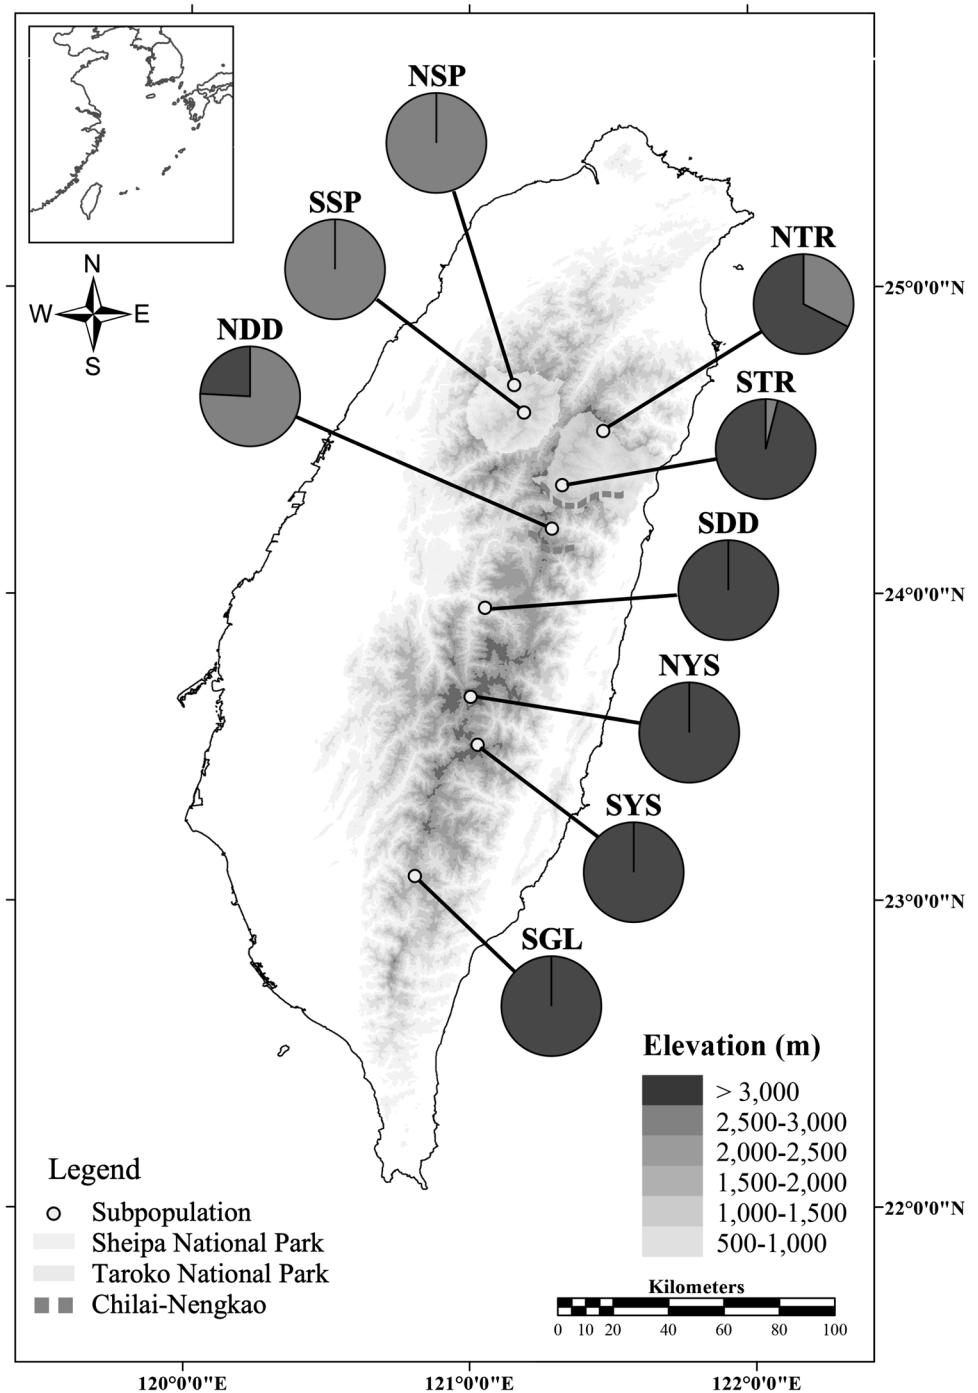 NSP
SSP
NTR
N
W E
S
25°0'0"N
NDD
STR
SDD
24°0'0"N
NYS
SYS
23°0'0"N
SGL
Elevation (m)
> 3,000
2,500-3,000
2,000-2,500
1,500-2,000
1,000-1,500
500-1,000
22°0'0"N
Legend
Subpopulation
Sheipa National Park
Taroko National Park
Chilai-Nengkao
Kilometers
0 10 20 40 60 80 100
120°0'0"E 121°0'0"E 122°0'0"E